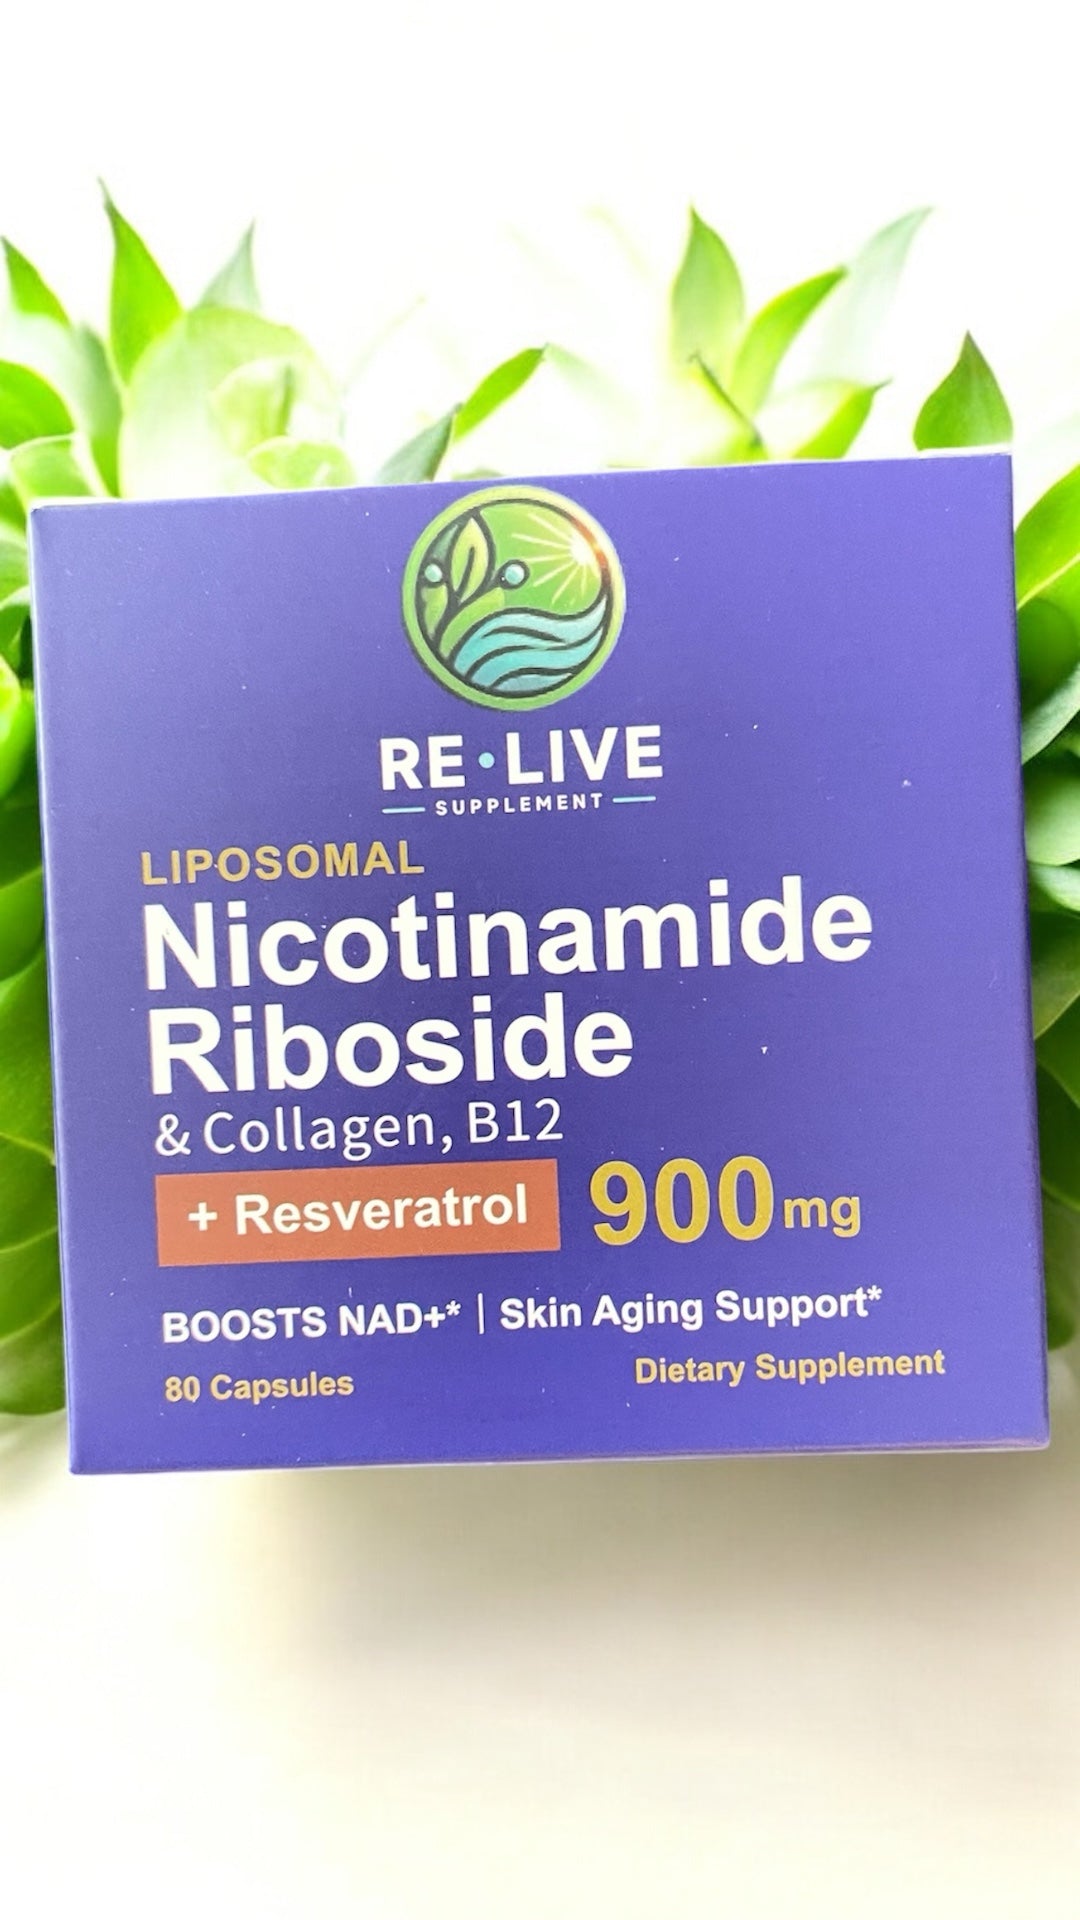 RE·LIVE
SUPPLEMENT
LIPOSOMAL
Nicotinamide
Riboside
& Collagen, B12
+ Resveratrol 900mg
BOOSTS NAD+* | Skin Aging Support*
80 Capsules Dietary Supplement